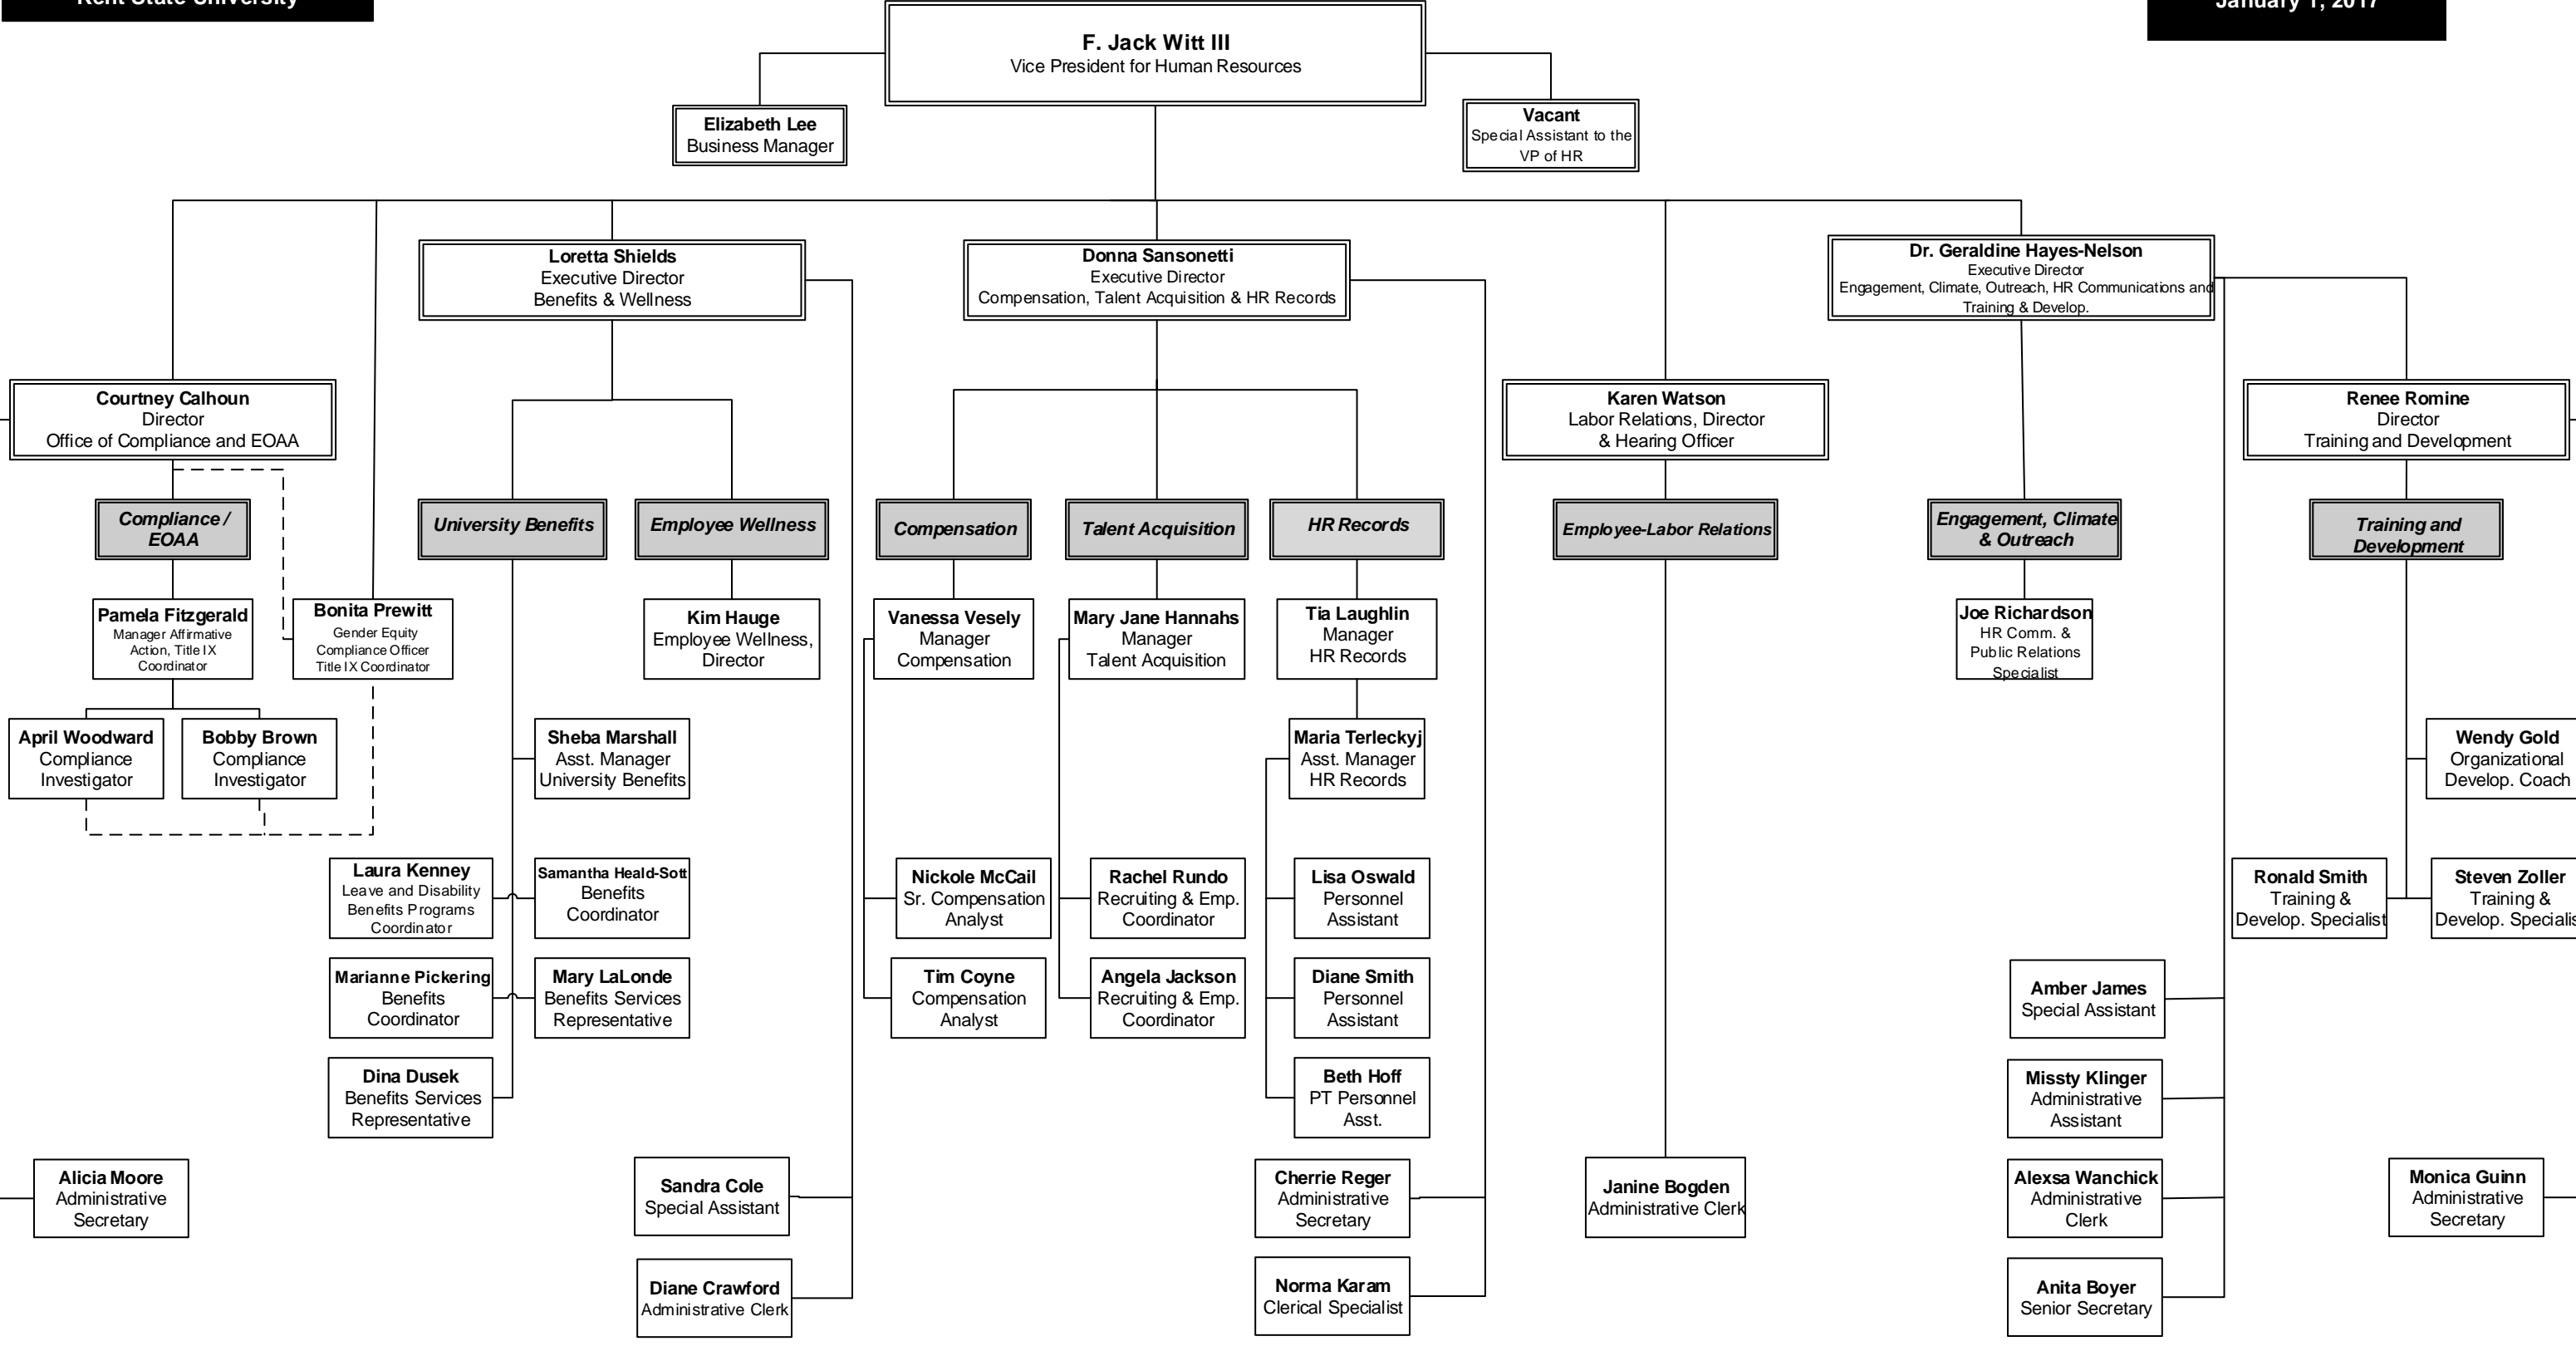 Kent State University
January 1, 2017
F. Jack Witt III
Vice President for Human Resources
Elizabeth Lee
Business Manager
Vacant
Special Assistant to the
VP of HR
Loretta Shields
Executive Director
Benefits & Wellness
Donna Sansonetti
Executive Director
Compensation, Talent Acquisition & HR Records
Dr. Geraldine Hayes-Nelson
Executive Director
Engagement, Climate, Outreach, HR Communications and
Training & Develop.
Courtney Calhoun
Director
Office of Compliance and EOAA
Karen Watson
Labor Relations, Director
& Hearing Officer
Renee Romine
Director
Training and Development
Compliance /
EOAA
University Benefits
Employee Wellness
Compensation
Talent Acquisition
HR Records
Employee-Labor Relations
Engagement, Climate
& Outreach
Training and
Development
Pamela Fitzgerald
Manager Affirmative
Action, Title IX
Coordinator
Bonita Prewitt
Gender Equity
Compliance Officer
Title IX Coordinator
Kim Hauge
Employee Wellness,
Director
Vanessa Vesely
Manager
Compensation
Mary Jane Hannahs
Manager
Talent Acquisition
Tia Laughlin
Manager
HR Records
Joe Richardson
HR Comm. &
Public Relations
Specialist
April Woodward
Compliance
Investigator
Bobby Brown
Compliance
Investigator
Sheba Marshall
Asst. Manager
University Benefits
Maria Terleckyj
Asst. Manager
HR Records
Wendy Gold
Organizational
Develop. Coach
Laura Kenney
Leave and Disability
Benefits Programs
Coordinator
Samantha Heald-Sott
Benefits
Coordinator
Nickole McCail
Sr. Compensation
Analyst
Rachel Rundo
Recruiting & Emp.
Coordinator
Lisa Oswald
Personnel
Assistant
Ronald Smith
Training &
Develop. Specialist
Steven Zoller
Training &
Develop. Specialis
Marianne Pickering
Benefits
Coordinator
Mary LaLonde
Benefits Services
Representative
Tim Coyne
Compensation
Analyst
Angela Jackson
Recruiting & Emp.
Coordinator
Diane Smith
Personnel
Assistant
Amber James
Special Assistant
Dina Dusek
Benefits Services
Representative
Beth Hoff
PT Personnel
Asst.
Missty Klinger
Administrative
Assistant
Alicia Moore
Administrative
Secretary
Sandra Cole
Special Assistant
Cherrie Reger
Administrative
Secretary
Janine Bogden
Administrative Clerk
Alexsa Wanchick
Administrative
Clerk
Monica Guinn
Administrative
Secretary
Diane Crawford
Administrative Clerk
Norma Karam
Clerical Specialist
Anita Boyer
Senior Secretary